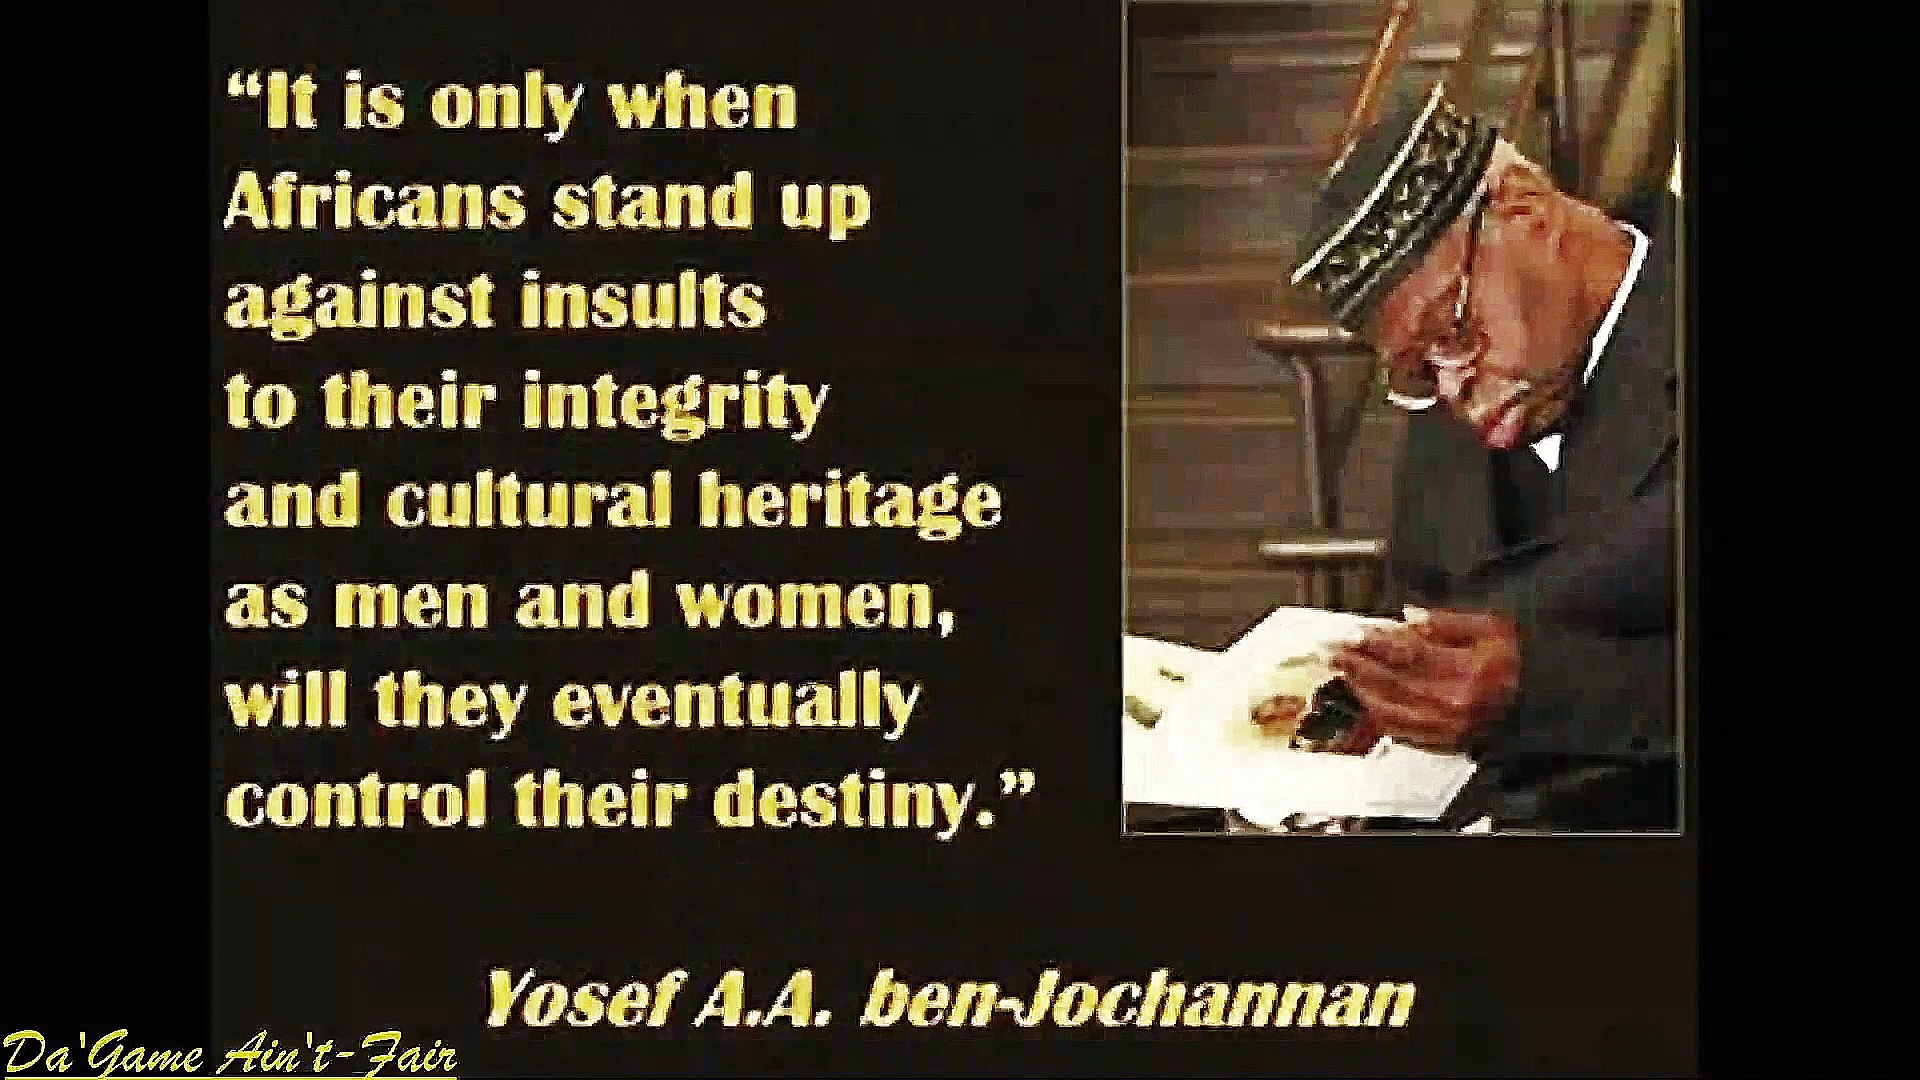 “It is only when
Africans stand up
against insults
to their integrity
and cultural heritage
as men and women,
will they eventually
control their destiny.”
Yosef A.A. ben-Jochannan
Da'Game Ain't-Fair